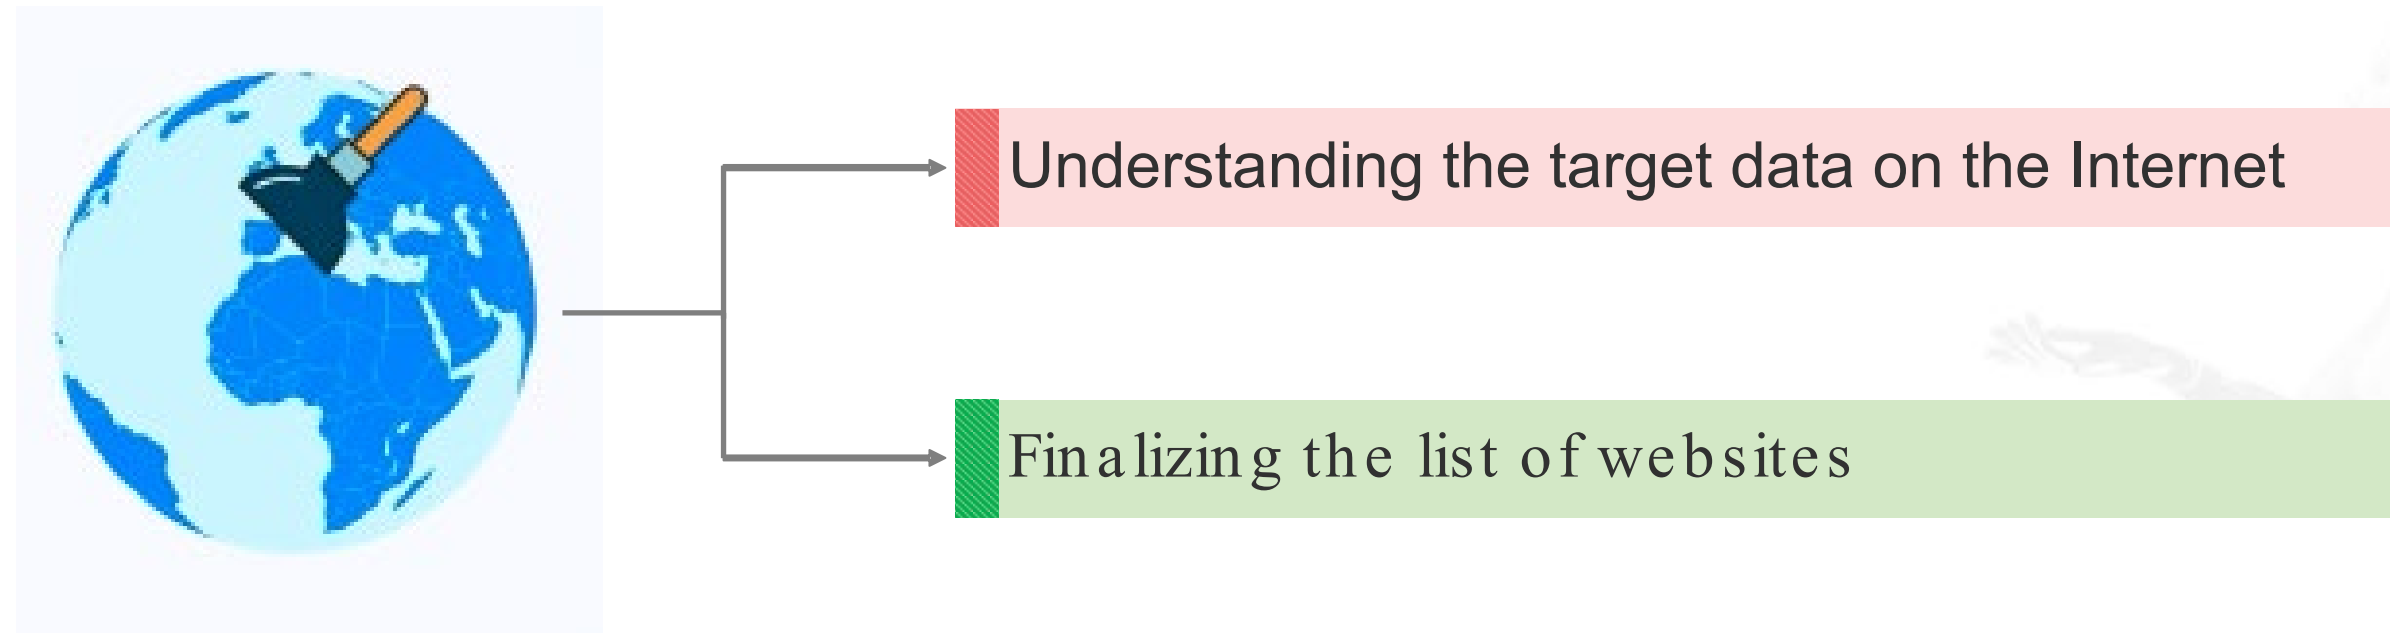 Understanding the target data on the Internet
Finalizing the list of websites